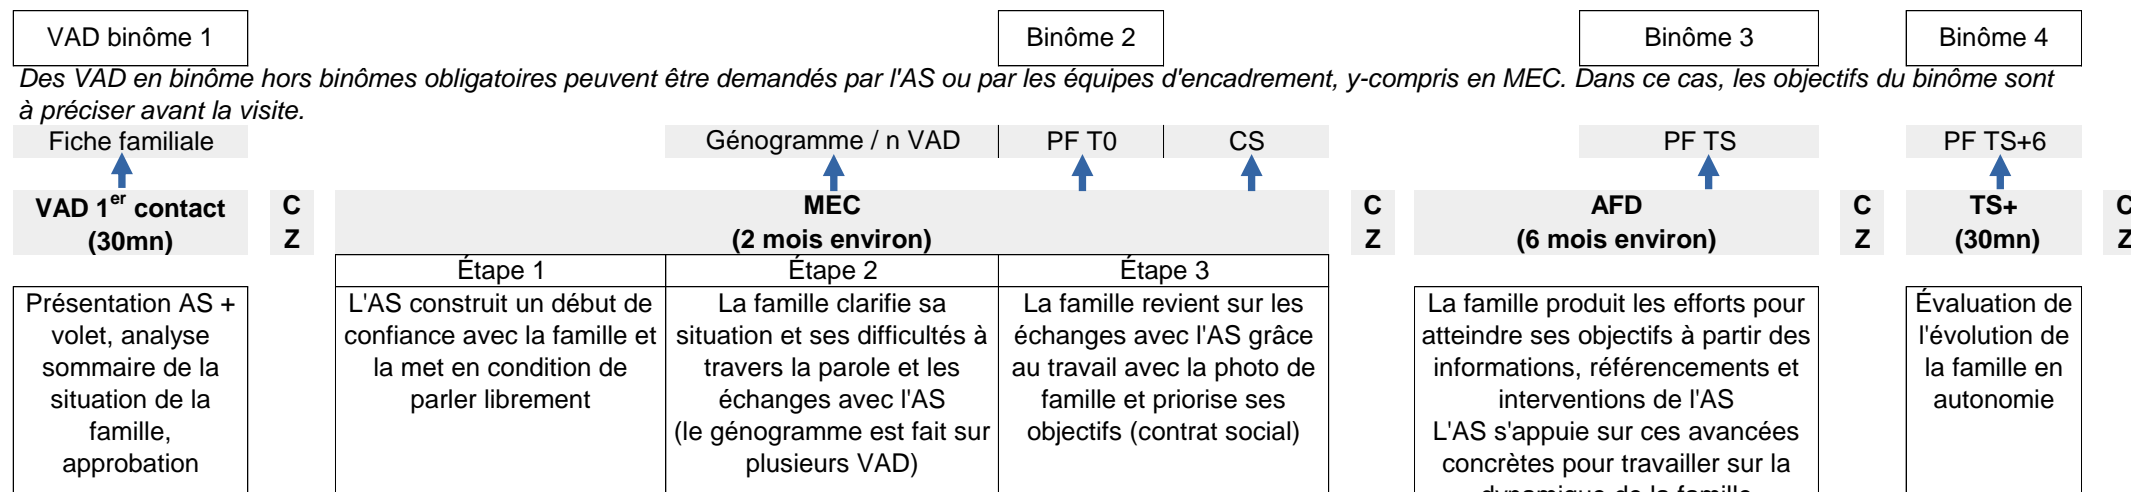 VAD binôme 1
Binôme 2
Binôme 3
Binôme 4
Des VAD en binôme hors binômes obligatoires peuvent être demandés par l'AS ou par les équipes d'encadrement, y-compris en MEC. Dans ce cas, les objectifs du binôme sont
à préciser avant la visite.
Fiche familiale
Génogramme / n VAD
PF T0
CS
PF TS
PF TS+6
VAD 1er contact
(30mn)
C
Z
MEC
(2 mois environ)
C
Z
AFD
(6 mois environ)
C
Z
TS+
(30mn)
C
Z
Étape 1
Étape 2
Étape 3
Présentation AS +
volet, analyse
sommaire de la
situation de la
famille,
approbation
L'AS construit un début de
confiance avec la famille et
la met en condition de
parler librement
La famille clarifie sa
situation et ses difficultés à
travers la parole et les
échanges avec l'AS
(le génogramme est fait sur
plusieurs VAD)
La famille revient sur les
échanges avec l'AS grâce
au travail avec la photo de
famille et priorise ses
objectifs (contrat social)
La famille produit les efforts pour
atteindre ses objectifs à partir des
informations, référencements et
interventions de l'AS
L'AS s'appuie sur ces avancées
concrètes pour travailler sur la
dynamique de la famille
Évaluation de
l'évolution de
la famille en
autonomie